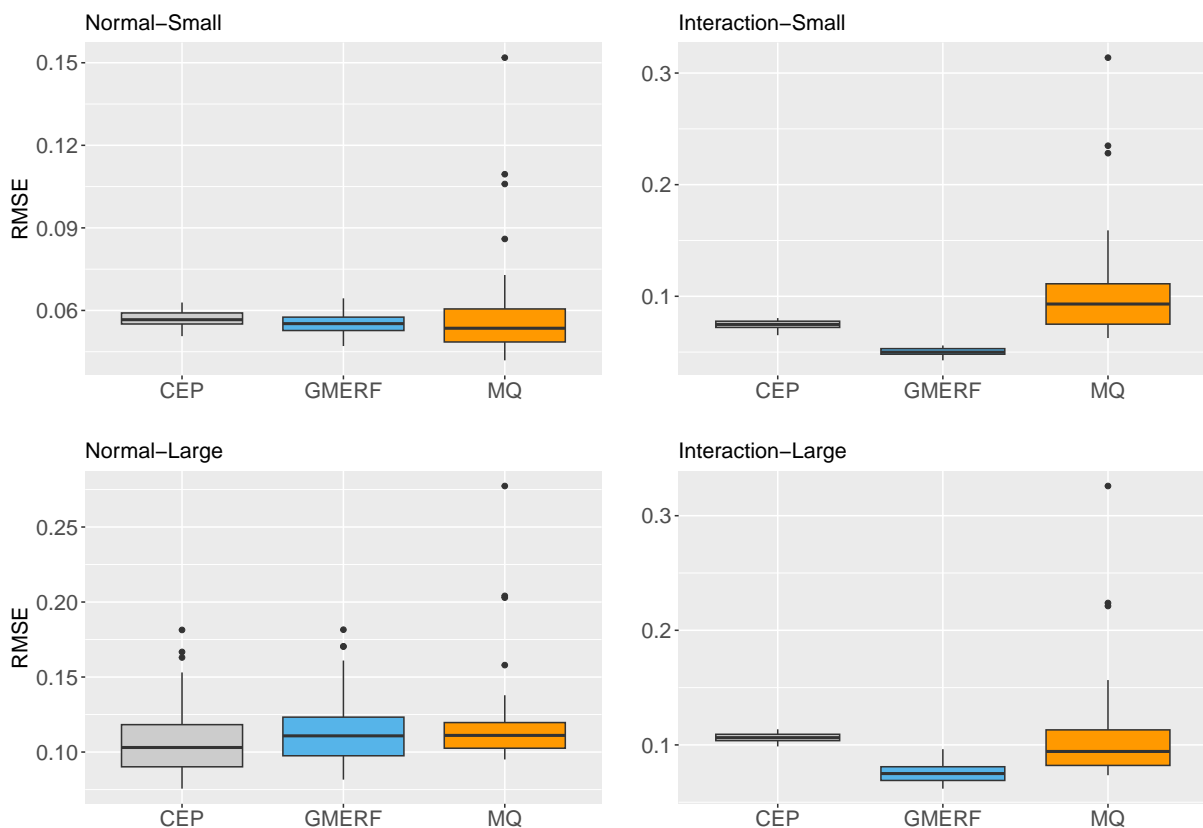 Normal−Small
RMSE
0.15
0.12
0.09
0.06
CEP GMERF MQ
Interaction−Small
0.3
0.2
0.1
CEP GMERF MQ
Normal−Large
RMSE
0.25
0.20
0.15
0.10
CEP GMERF MQ
Interaction−Large
0.3
0.2
0.1
CEP GMERF MQ